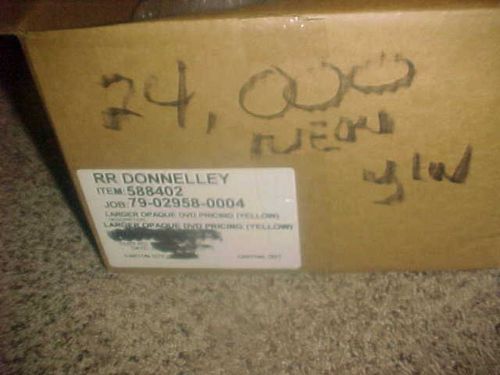 24,000
NEON
ylw
RR DONNELLEY
ITEM: 588402
JOB: 79-02958-0004
LARGER OPAQUE DVD PRICING (YELLOW)
LARGER OPAQUE DVD PRICING (YELLOW)